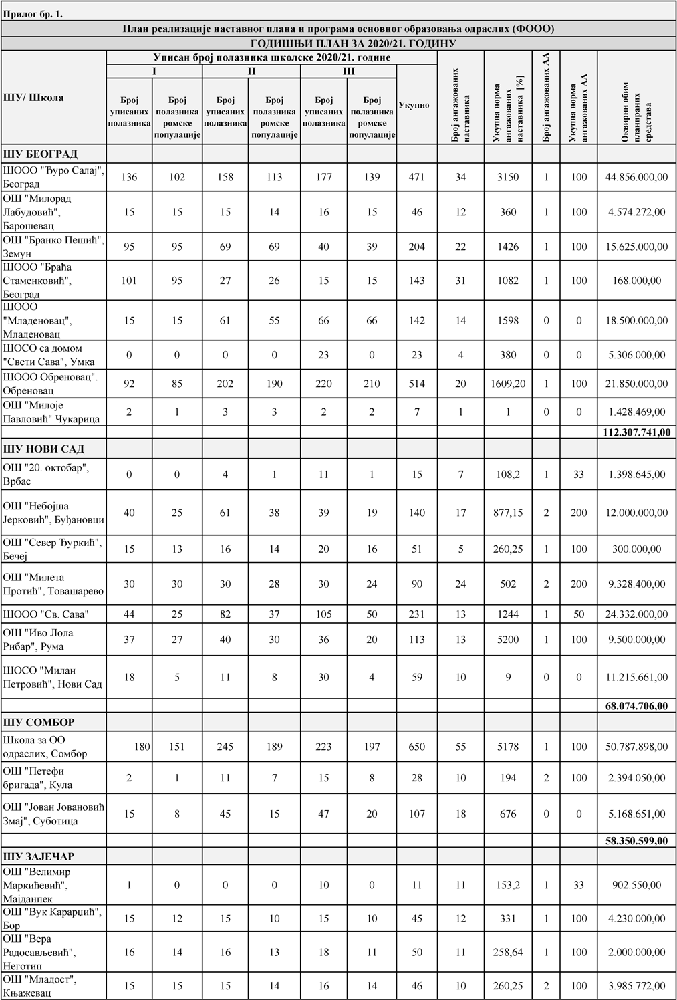 Прилог бр. 1.
План реализације наставног плана и програма основног образовања одраслих (ФООО)
ГОДИШЊИ ПЛАН ЗА 2020/21. ГОДИНУ
ШУ/ Школа
Уписан број полазника школске 2020/21. године
I II III
Број уписаних полазника
Број полазника ромске популације
Број уписаних полазника
Број полазника ромске популације
Број уписаних полазника
Број полазника ромске популације
Укупно
Број ангажованих наставника
Укупна норма ангажованих наставника [%]
Број ангажованих АА
Укупна норма ангажованих АА
Оквирни обим планираних средстава
ШУ БЕОГРАД
ШООО "Ђуро Салај",
Београд 136 102 158 113 177 139 471 34 3150 1 100 44.856.000,00
ОШ "Милорад
Лабудовић",
Барошевац 15 15 15 14 16 15 46 12 360 1 100 4.574.272,00
ОШ "Бранко Пешић",
Земун 95 95 69 69 40 39 204 22 1426 1 100 15.625.000,00
ШООО "Браћа
Стаменковић",
Београд 101 95 27 26 15 15 143 31 1082 1 100 168.000,00
ШООО
"Младеновац",
Младеновац 15 15 61 55 66 66 142 14 1598 0 0 18.500.000,00
ШОСО са домом
"Свети Сава", Умка 0 0 0 0 23 0 23 4 380 0 0 5.306.000,00
ШООО Обреновац".
Обреновац 92 85 202 190 220 210 514 20 1609,20 1 100 21.850.000,00
ОШ "Милоје
Павловић" Чукарица 2 1 3 3 2 2 7 1 1 0 0 1.428.469,00
112.307.741,00
ШУ НОВИ САД
ОШ "20. октобар",
Врбас 0 0 4 1 11 1 15 7 108,2 1 33 1.398.645,00
ОШ "Небојша
Јерковић", Буђановци 40 25 61 38 39 19 140 17 877,15 2 200 12.000.000,00
ОШ "Север Ђуркић",
Бечеј 15 13 16 14 20 16 51 5 260,25 1 100 300.000,00
ОШ "Милета
Протић", Товашарево 30 30 30 28 30 24 90 24 502 2 200 9.328.400,00
ШООО "Св. Сава" 44 25 82 37 105 50 231 13 1244 1 50 24.332.000,00
ОШ "Иво Лола
Рибар", Рума 37 27 40 30 36 20 113 13 5200 1 100 9.500.000,00
ШОСО "Милан
Петровић", Нови Сад 18 5 11 8 30 4 59 10 9 0 0 11.215.661,00
68.074.706,00
ШУ СОМБОР
Школа за ОО
одраслих, Сомбор 180 151 245 189 223 197 650 55 5178 1 100 50.787.898,00
ОШ "Петефи
бригада", Кула 2 1 11 7 15 8 28 10 194 2 100 2.394.050,00
ОШ "Јован Јовановић
Змај", Суботица 15 8 45 15 47 20 107 18 676 0 0 5.168.651,00
58.350.599,00
ШУ ЗАЈЕЧАР
ОШ "Велимир
Маркићевић",
Мајданпек 1 0 0 0 10 0 11 11 153,2 1 33 902.550,00
ОШ "Вук Караџић",
Бор 15 12 15 10 15 10 45 12 331 1 100 4.230.000,00
ОШ "Вера
Радосављевић",
Неготин 16 14 16 13 18 11 50 11 258,64 1 100 2.000.000,00
ОШ "Младост",
Књажевац 15 15 15 14 16 14 46 10 260,25 2 100 3.985.772,00